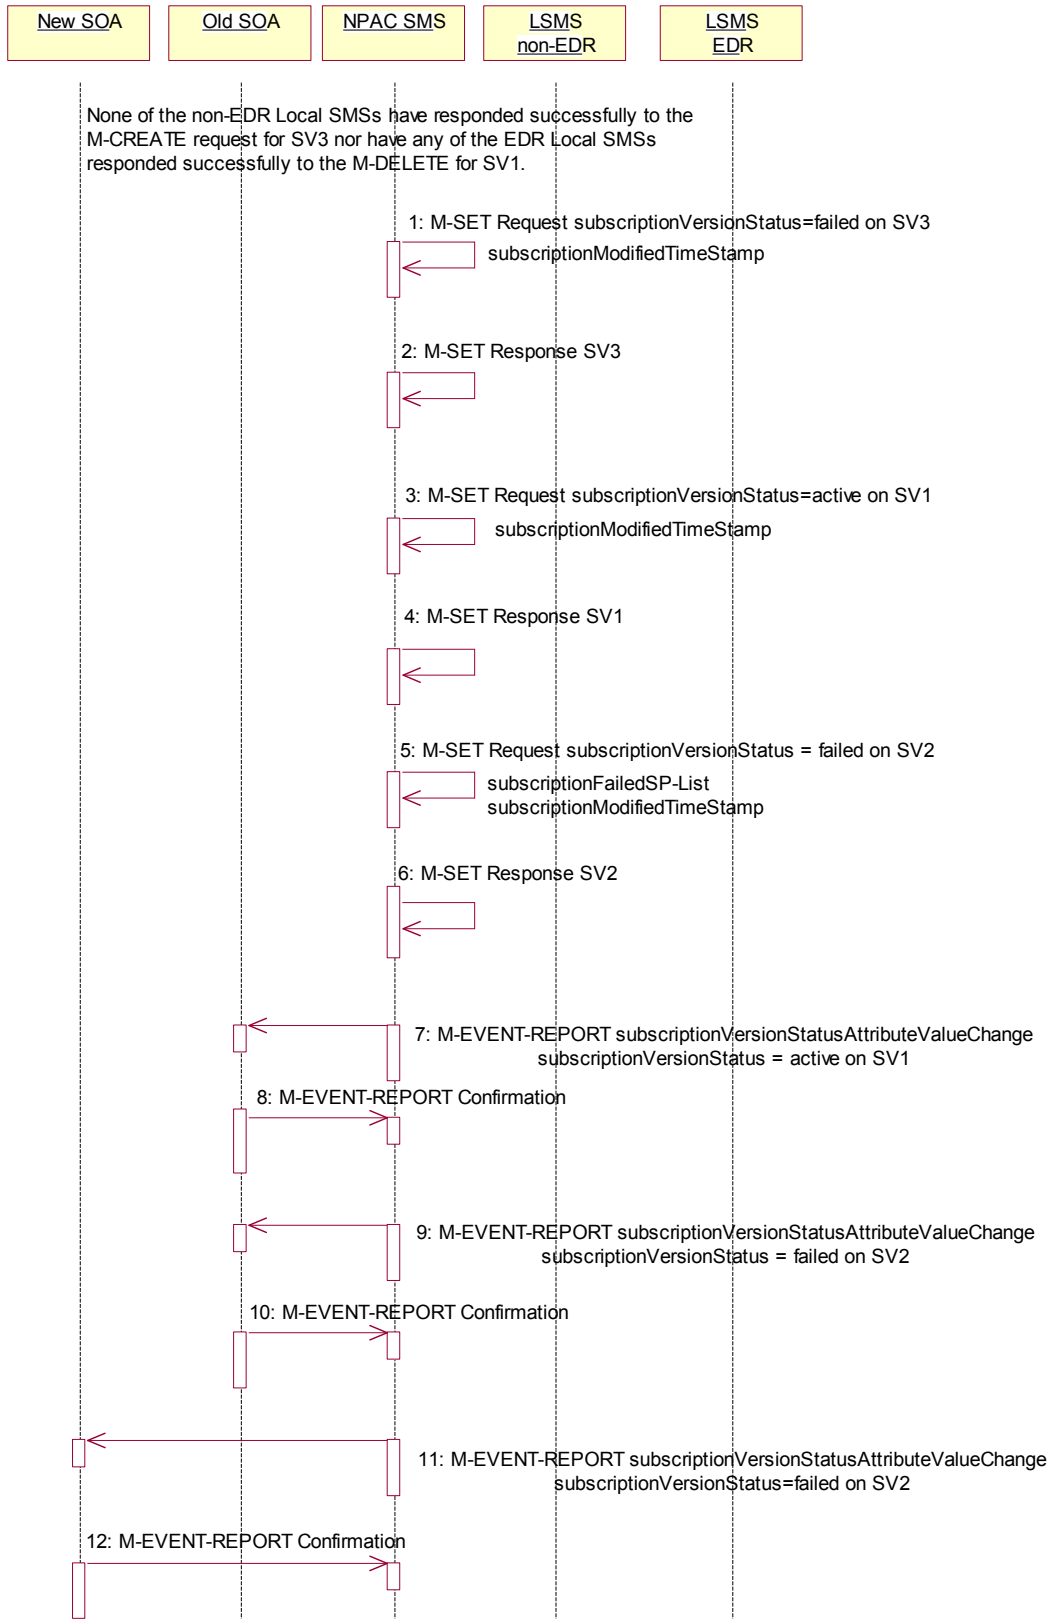 New SOA
Old SOA
NPAC SMS
LSMS
non-EDR
LSMS
EDR
None of the non-EDR Local SMSs have responded successfully to the
M-CREATE request for SV3 nor have any of the EDR Local SMSs
responded successfully to the M-DELETE for SV1.
1: M-SET Request subscriptionVersionStatus=failed on SV3
subscriptionModifiedTimeStamp
2: M-SET Response SV3
3: M-SET Request subscriptionVersionStatus=active on SV1
subscriptionModifiedTimeStamp
4: M-SET Response SV1
5: M-SET Request subscriptionVersionStatus = failed on SV2
subscriptionFailedSP-List
subscriptionModifiedTimeStamp
6: M-SET Response SV2
7: M-EVENT-REPORT subscriptionVersionStatusAttributeValueChange
subscriptionVersionStatus = active on SV1
8: M-EVENT-REPORT Confirmation
9: M-EVENT-REPORT subscriptionVersionStatusAttributeValueChange
subscriptionVersionStatus = failed on SV2
10: M-EVENT-REPORT Confirmation
11: M-EVENT-REPORT subscriptionVersionStatusAttributeValueChange
subscriptionVersionStatus=failed on SV2
12: M-EVENT-REPORT Confirmation